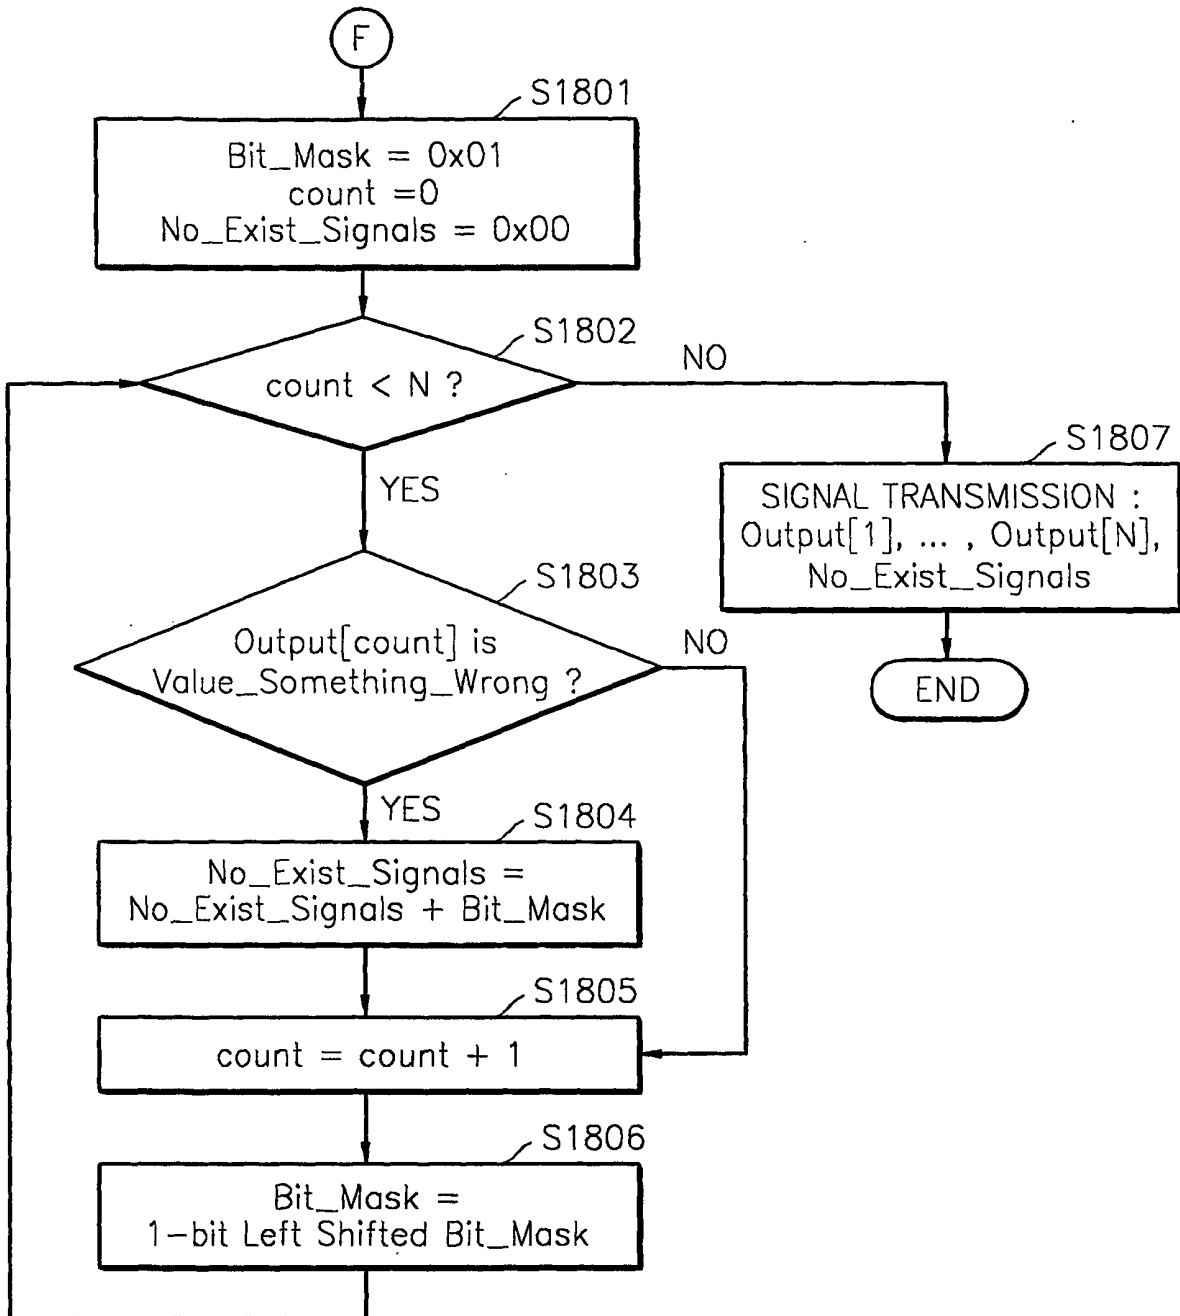 F
S1801
Bit_Mask = 0x01
count =0
No_Exist_Signals = 0x00
S1802
count < N ?
NO
YES
S1807
SIGNAL TRANSMISSION :
Output[1], ... , Output[N],
No_Exist_Signals
END
S1803
Output[count] is
Value_Something_Wrong ?
NO
YES
S1804
No_Exist_Signals =
No_Exist_Signals + Bit_Mask
S1805
count = count + 1
S1806
Bit_Mask =
1-bit Left Shifted Bit_Mask